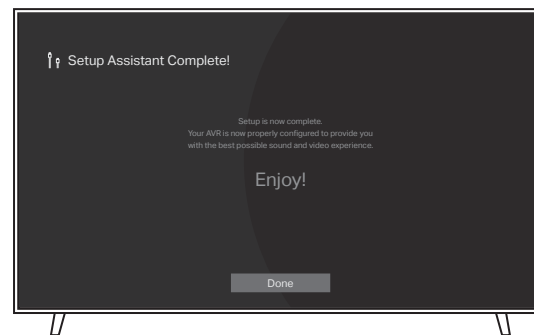 Setup Assistant Complete!
Setup is now complete.
Your AVR is now properly configured to provide you
with the best possible sound and video experience.
Enjoy!
Done